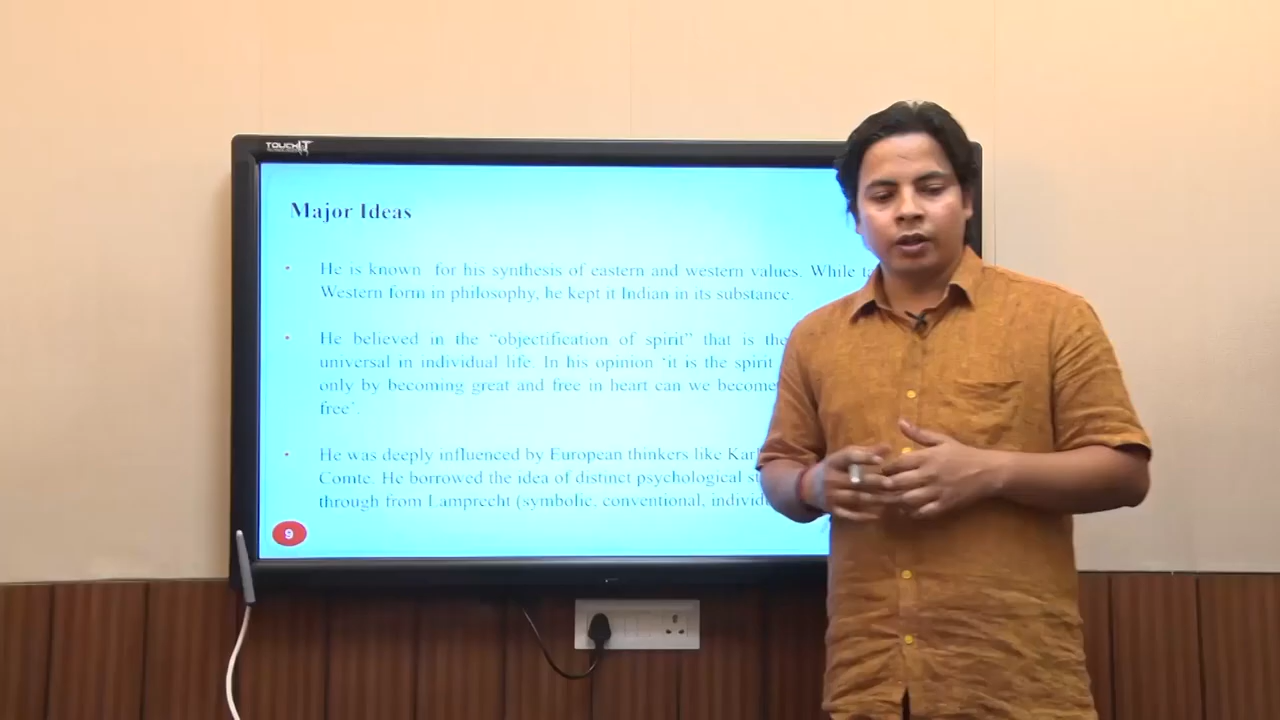 TOUCHIT
Major Ideas
• He is known for his synthesis of eastern and western values. While
Western form in philosophy, he kept it Indian in its substance.
• He believed in the “objectification of spirit” that is the
universal in individual life. In his opinion ‘it is the spirit
only by becoming great and free in heart can we become
free’.
• He was deeply influenced by European thinkers like Karl
Comte. He borrowed the idea of distinct psychological
through from Lamprecht (symbolic, conventional,
9